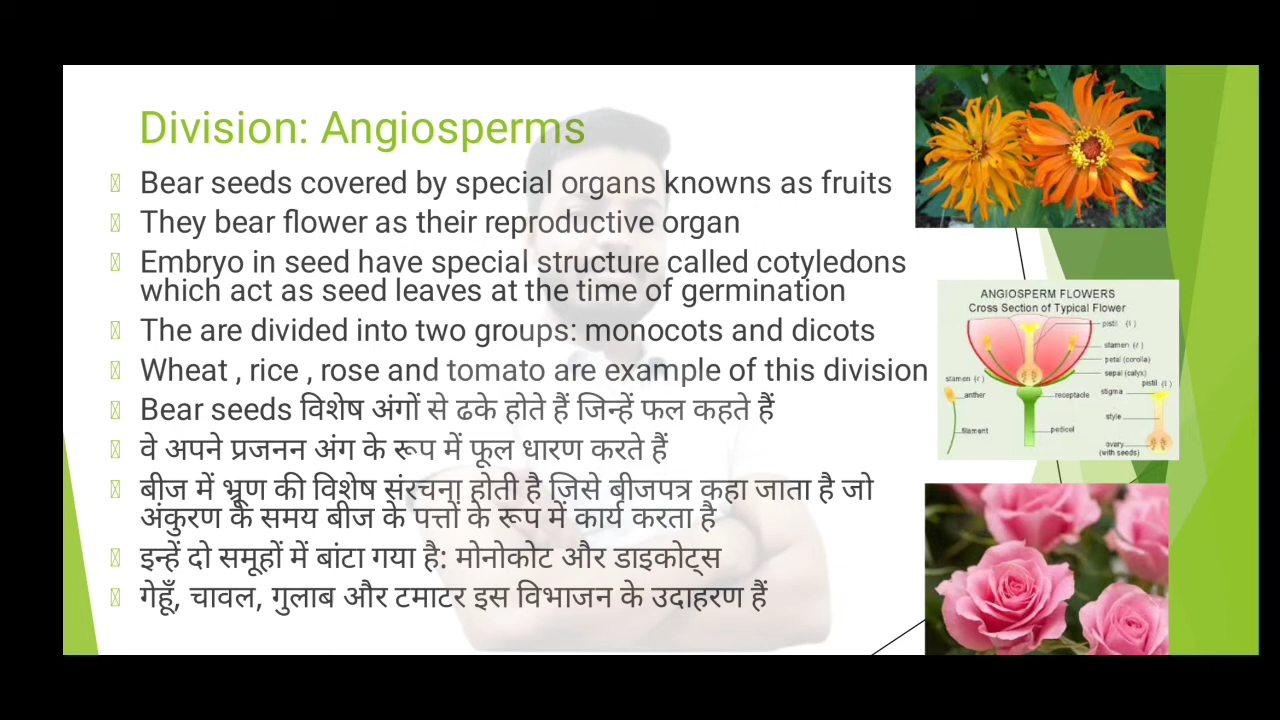 Division: Angiosperms
Bear seeds covered by special organs knowns as fruits
They bear flower as their reproductive organ
Embryo in seed have special structure called cotyledons
which act as seed leaves at the time of germination
The are divided into two groups: monocots and dicots
Wheat , rice , rose and tomato are example of this division
Bear seeds विशेष अंगों से ढके होते हैं जिन्हें फल कहते हैं
वे अपने प्रजनन अंग के रूप में फूल धारण करते हैं
बीज में भ्रूण की विशेष संरचना होती है जिसे बीजपत्र कहा जाता है जो
अंकुरण के समय बीज के पत्तों के रूप में कार्य करता है
इन्हें दो समूहों में बांटा गया है: मोनोकोट और डाइकोट्स
गेहूँ, चावल, गुलाब और टमाटर इस विभाजन के उदाहरण हैं
ANGIOSPERM FLOWERS
Cross Section of Typical Flower
pistil
stamen
petal (corolla)
sepal (calyx)
stamen
pistil
anther
receptacle
stigma
style
filament
pedicel
ovary
(with seeds)